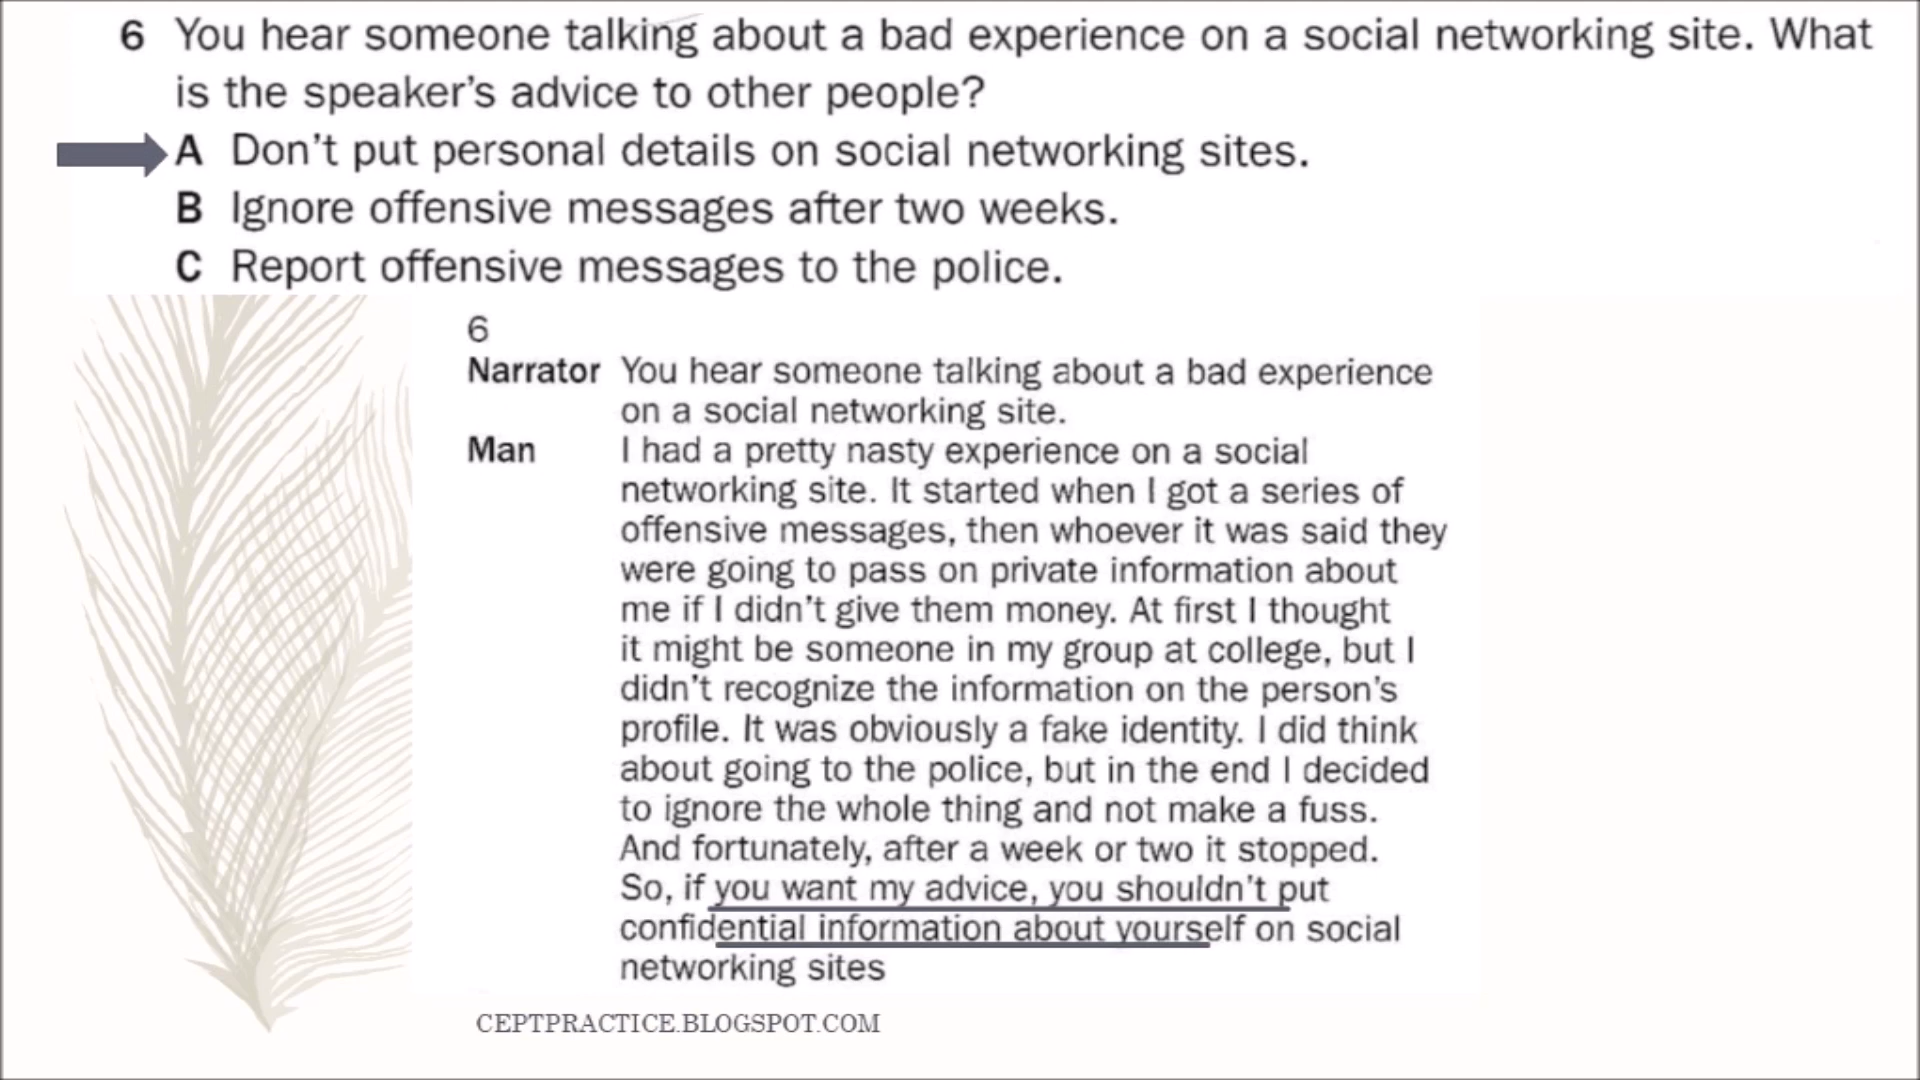 6 You hear someone talking about a bad experience on a social networking site. What
is the speaker's advice to other people?
A Don't put personal details on social networking sites.
B Ignore offensive messages after two weeks.
C Report offensive messages to the police.
6
Narrator You hear someone talking about a bad experience
on a social networking site.
Man I had a pretty nasty experience on a social
networking site. It started when I got a series of
offensive messages, then whoever it was said they
were going to pass on private information about
me if I didn't give them money. At first I thought
it might be someone in my group at college, but I
didn't recognize the information on the person's
profile. It was obviously a fake identity. I did think
about going to the police, but in the end I decided
to ignore the whole thing and not make a fuss.
And fortunately, after a week or two it stopped.
So, if you want my advice, you shouldn't put
confidential information about yourself on social
networking sites
CEPTPRACTICE.BLOGSPOT.COM